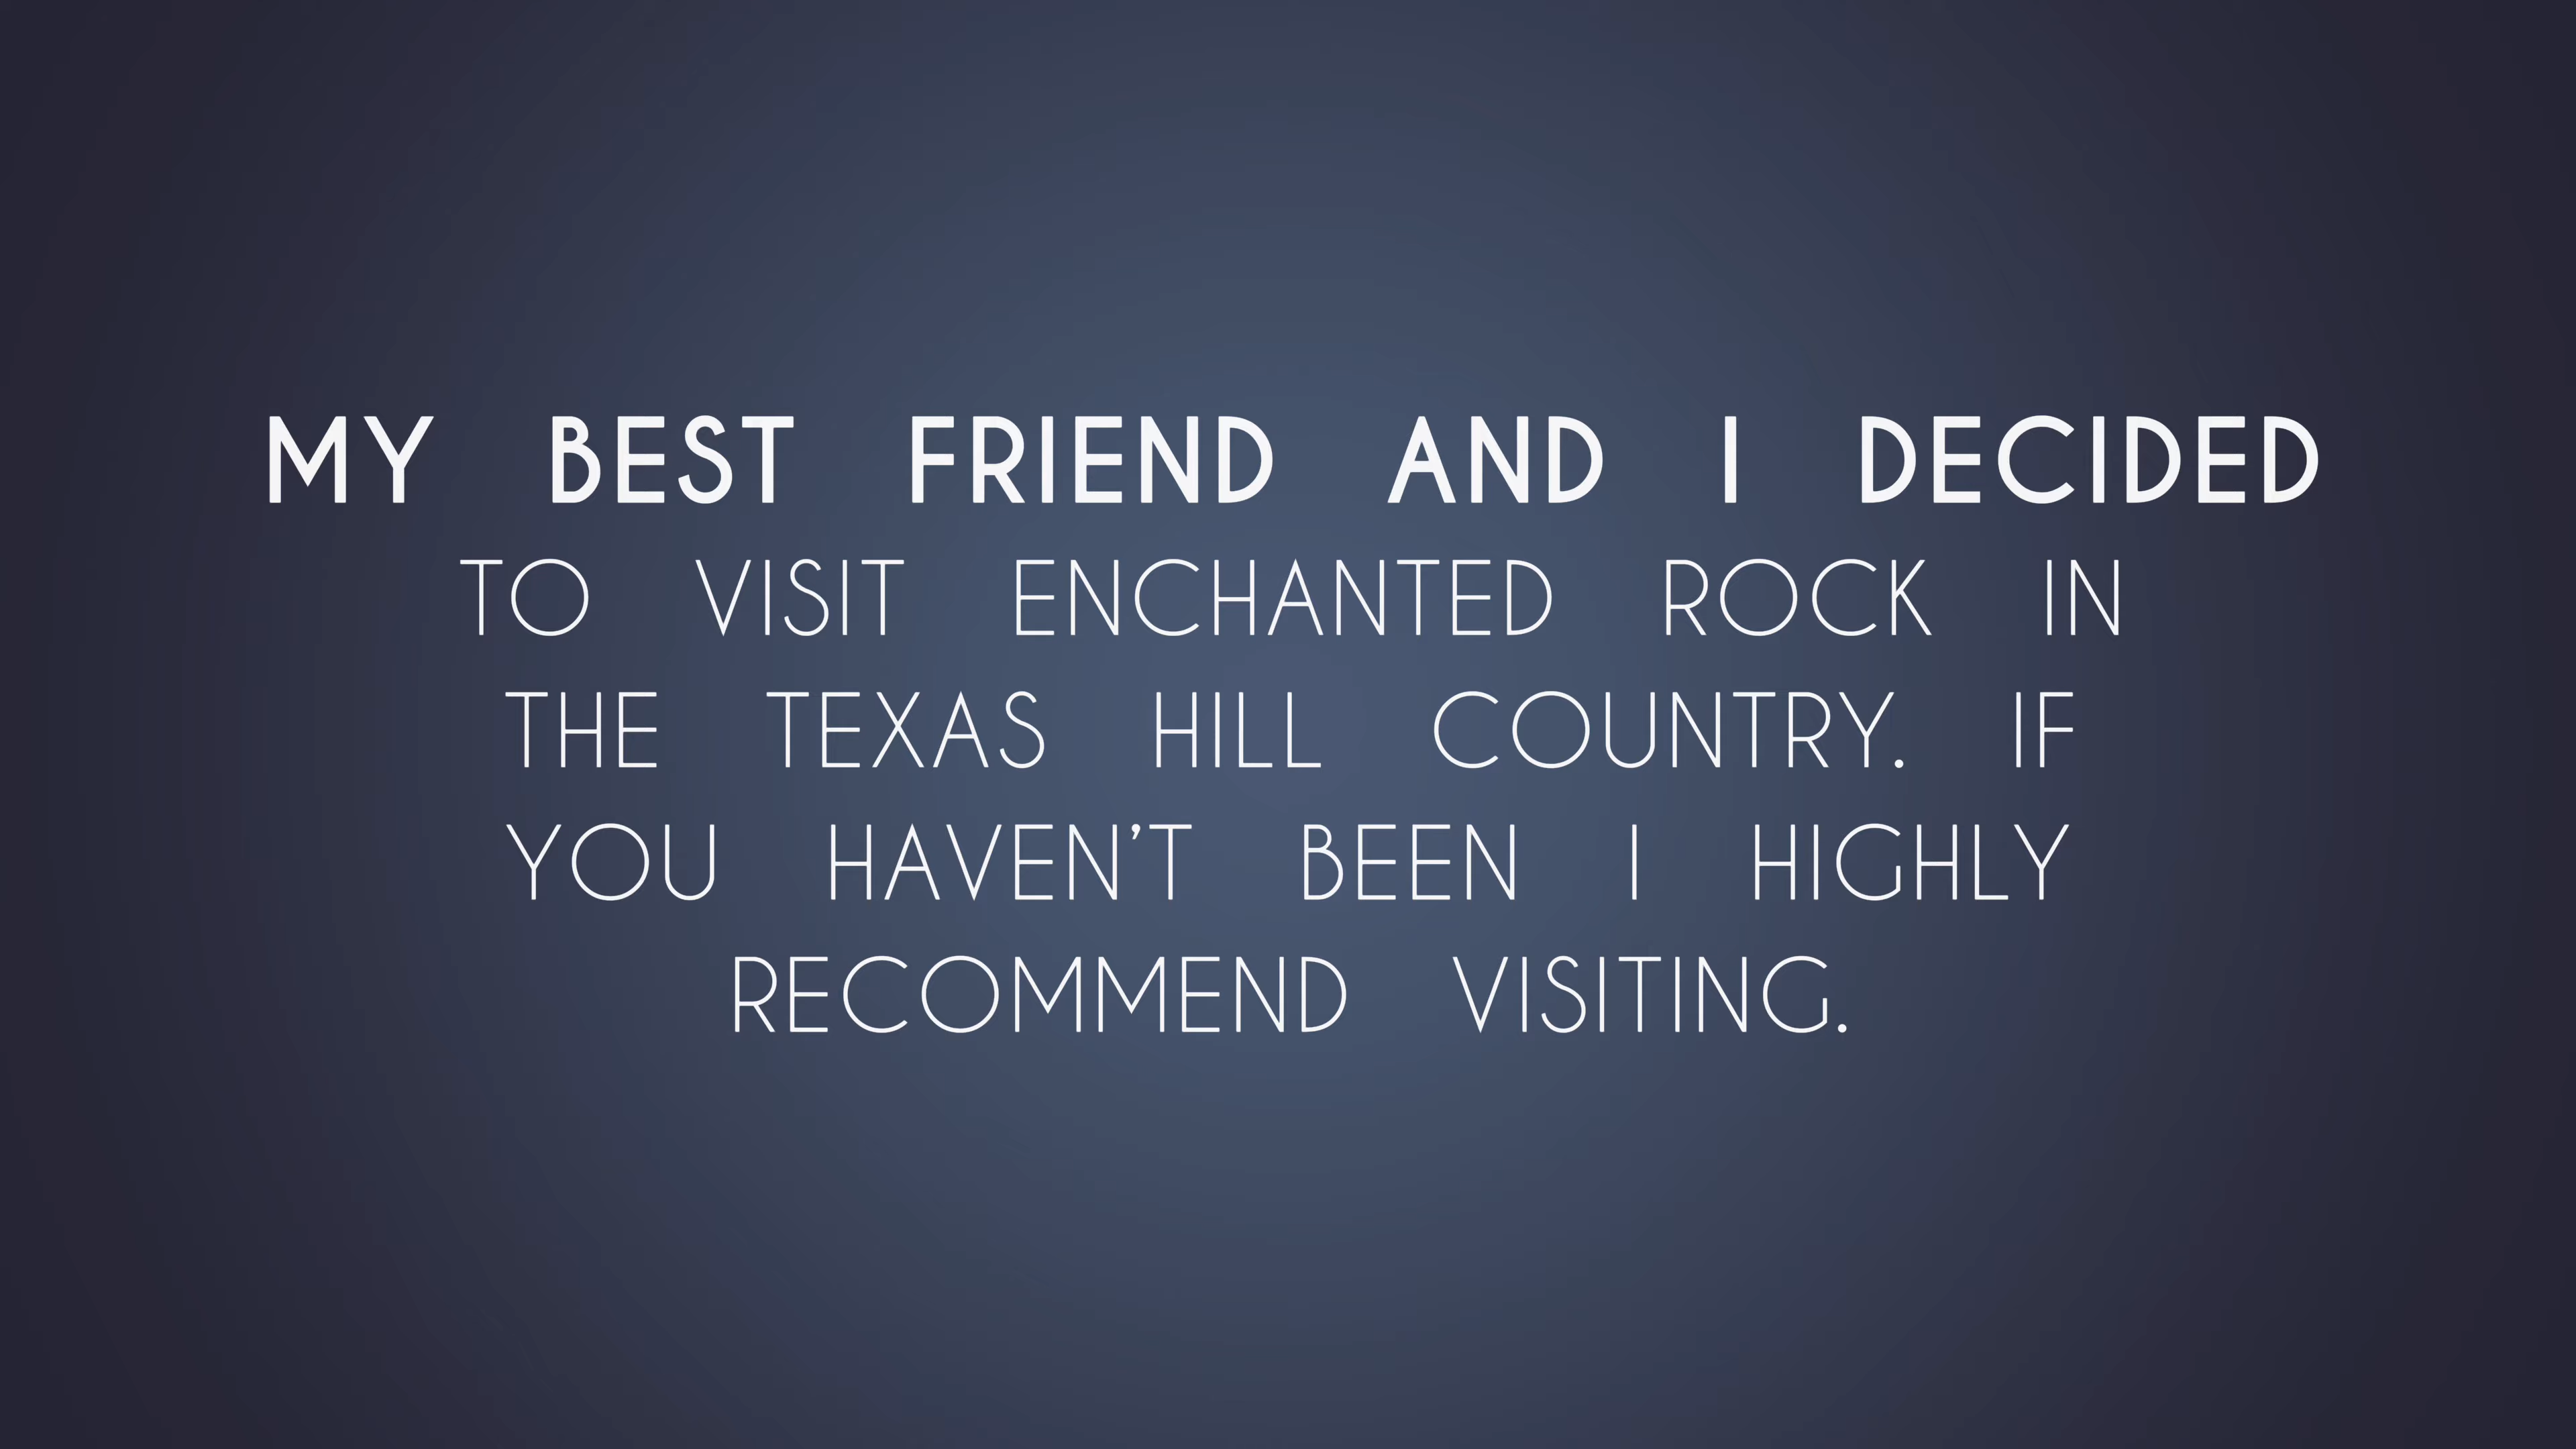 MY BEST FRIEND AND I DECIDED
TO VISIT ENCHANTED ROCK IN
THE TEXAS HILL COUNTRY. IF
YOU HAVEN'T BEEN I HIGHLY
RECOMMEND VISITING.